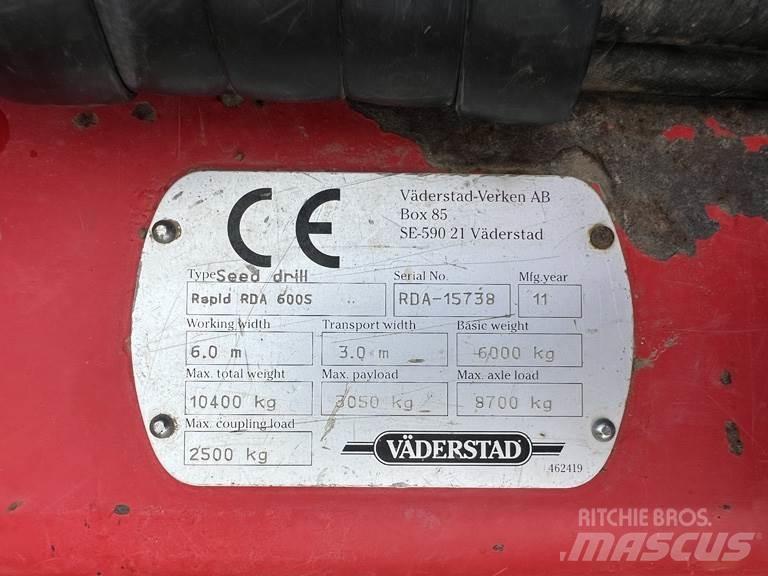 CE
Väderstad-Verken AB
Box 85
SE-590 21 Väderstad
Type Seed drill Serial No. Mfg.year
Rapid RDA 600S RDA-15738 11
Working width Transport width Basic weight
6.0 m 3.0 m 6000 kg
Max. total weight Max. payload Max. axle load
10400 kg 3050 kg 8700 kg
Max. coupling load
2500 kg
VÄDERSTAD
462419
RITCHIE BROS.
MASCUS